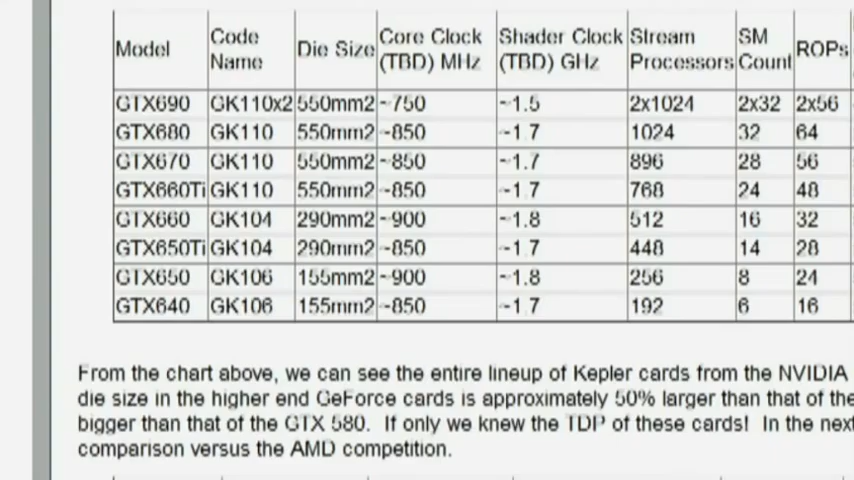 Model Code Name Die Size Core Clock (TBD) MHz Shader Clock (TBD) GHz Stream Processors SM Count ROPs
GTX690 GK110x2 550mm2 ~750 ~1.5 2x1024 2x32 2x56
GTX680 GK110 550mm2 ~850 ~1.7 1024 32 64
GTX670 GK110 550mm2 ~850 ~1.7 896 28 56
GTX660Ti GK110 550mm2 ~850 ~1.7 768 24 48
GTX660 GK104 290mm2 ~900 ~1.8 512 16 32
GTX650Ti GK104 290mm2 ~850 ~1.7 448 14 28
GTX650 GK106 155mm2 ~900 ~1.8 256 8 24
GTX640 GK106 155mm2 ~850 ~1.7 192 6 16
From the chart above, we can see the entire lineup of Kepler cards from the NVIDIA
die size in the higher end GeForce cards is approximately 50% larger than that of the
bigger than that of the GTX 580. If only we knew the TDP of these cards! In the next
comparison versus the AMD competition.